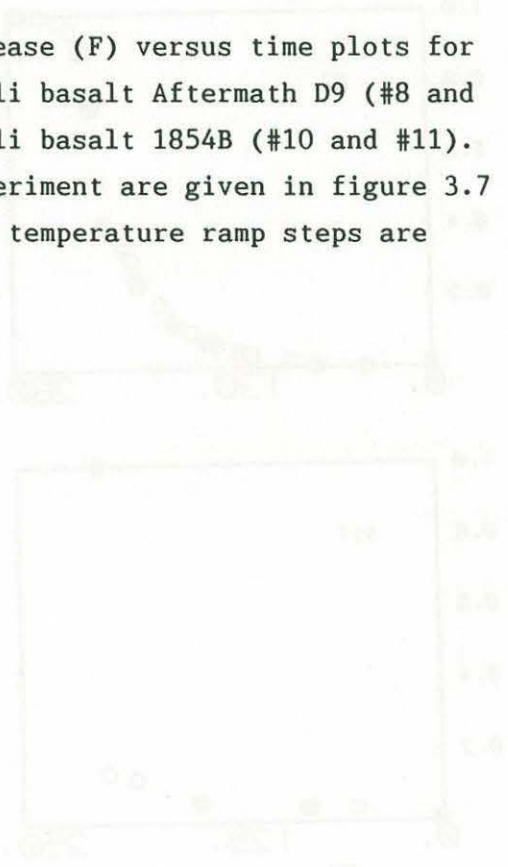 ease (F) versus time plots for
li basalt Aftermath D9 (#8 and
li basalt 1854B (#10 and #11).
eriment are given in figure 3.7
temperature ramp steps are